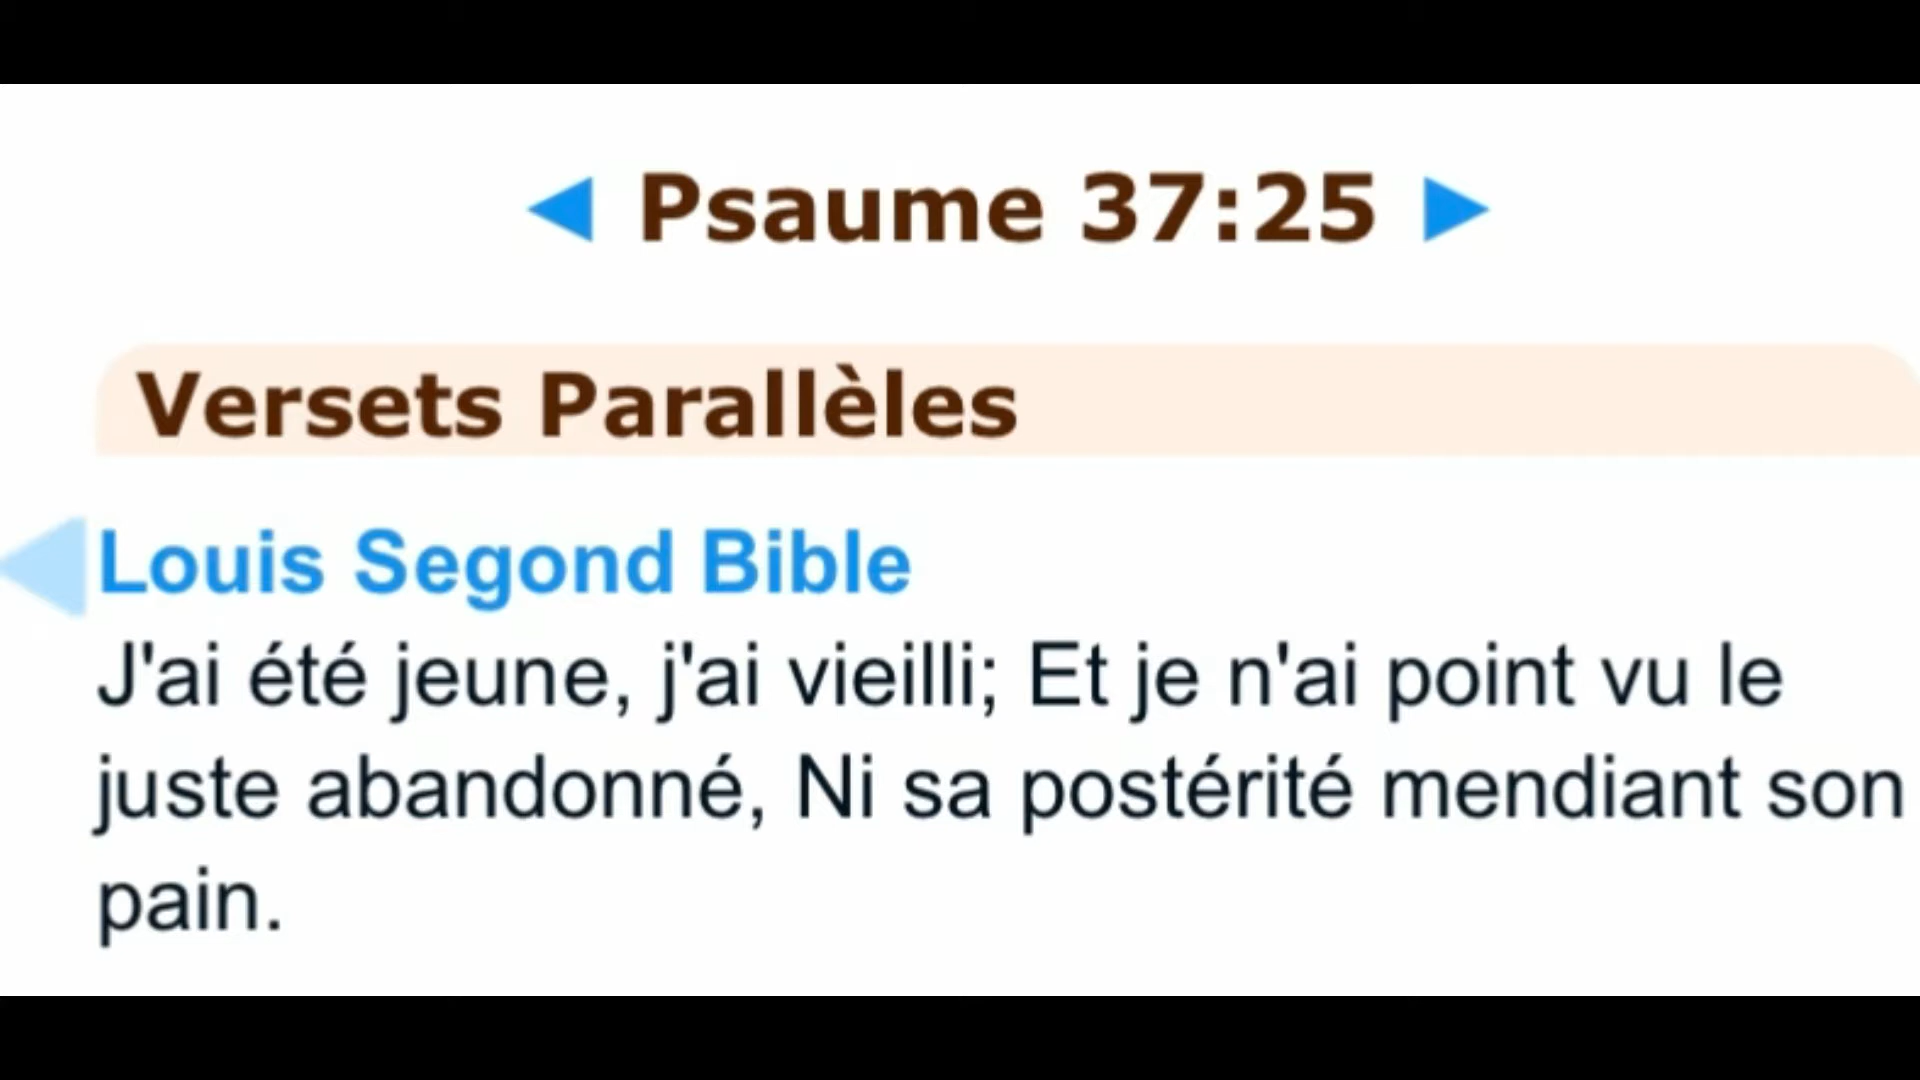 Psaume 37:25
Versets Parallèles
Louis Segond Bible
J'ai été jeune, j'ai vieilli; Et je n'ai point vu le
juste abandonné, Ni sa postérité mendiant son
pain.